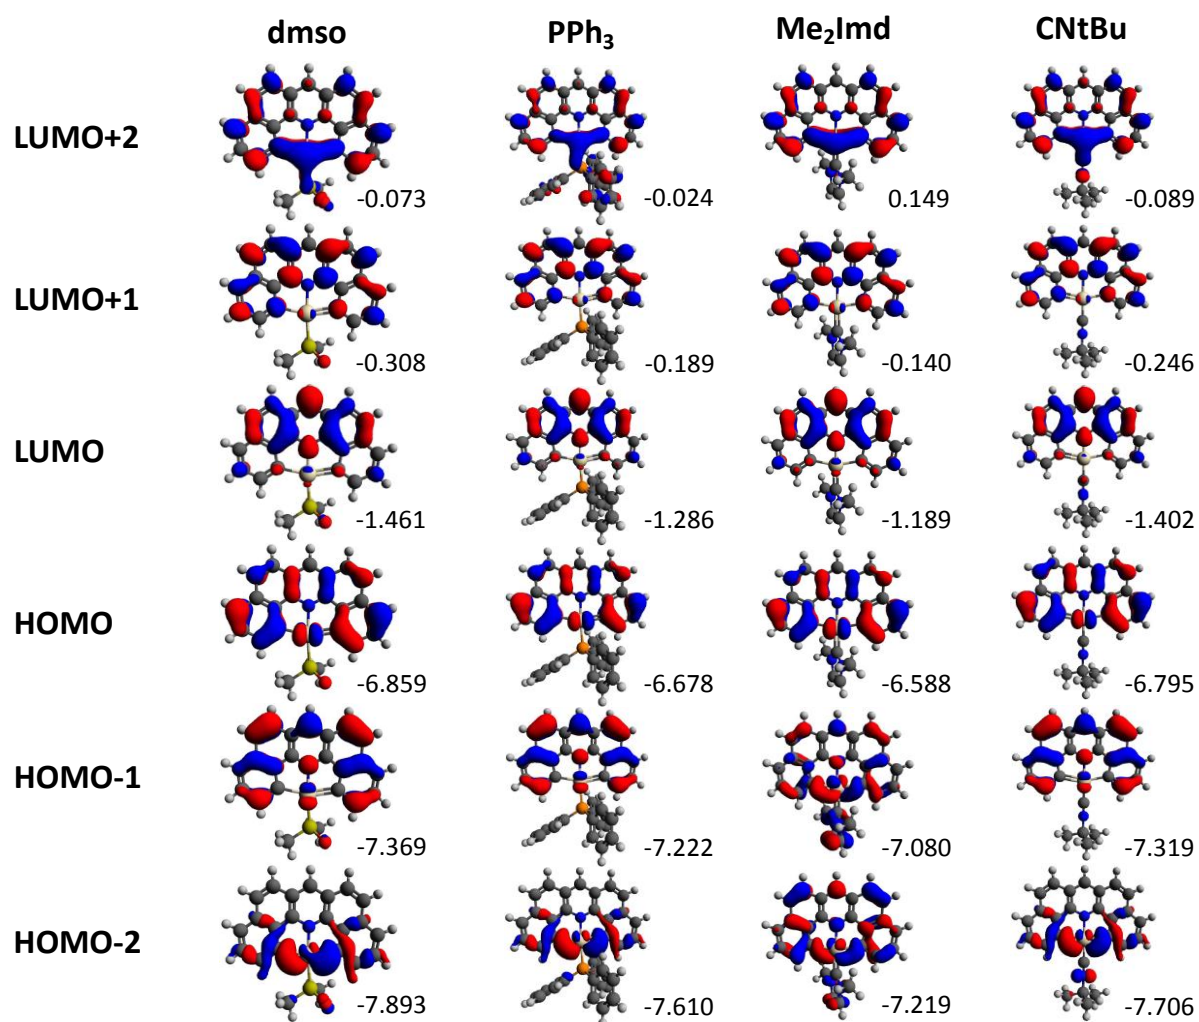 dmso PPh₃ Me₂Imd CNtBu
LUMO+2 -0.073 -0.024 0.149 -0.089
LUMO+1 -0.308 -0.189 -0.140 -0.246
LUMO -1.461 -1.286 -1.189 -1.402
HOMO -6.859 -6.678 -6.588 -6.795
HOMO-1 -7.369 -7.222 -7.080 -7.319
HOMO-2 -7.893 -7.610 -7.219 -7.706